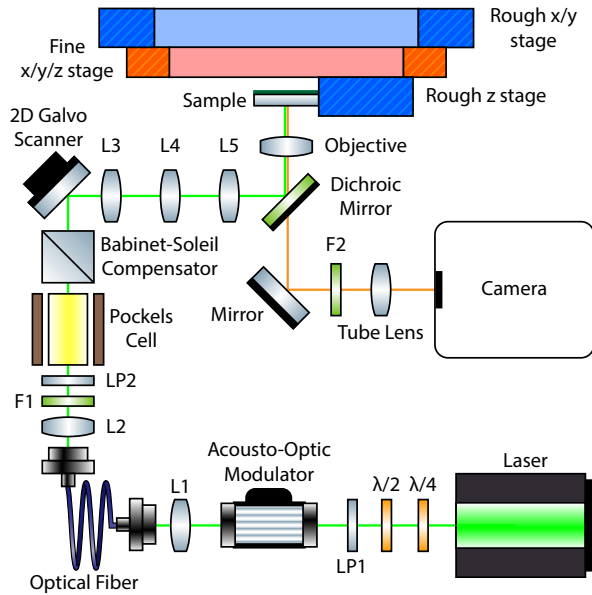 Rough x/y
stage
Fine
x/y/z stage
Sample
Rough z stage
2D Galvo
Scanner
L3
L4
L5
Objective
Dichroic
Mirror
Babinet-Soleil
Compensator
F2
Camera
Mirror
Tube Lens
Pockels
Cell
LP2
F1
L2
Acousto-Optic
Modulator
Laser
L1
λ/2
λ/4
LP1
Optical Fiber